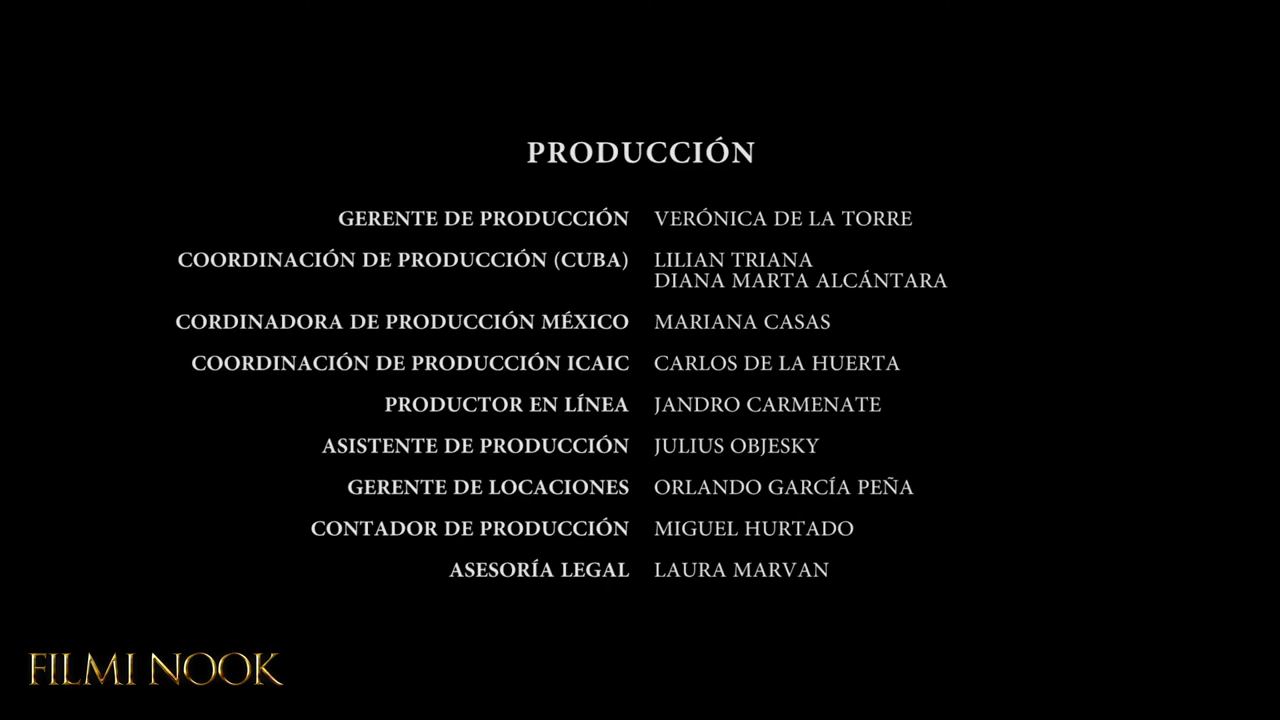 PRODUCCIÓN
GERENTE DE PRODUCCIÓN VERÓNICA DE LA TORRE
COORDINACIÓN DE PRODUCCIÓN (CUBA) LILIAN TRIANA
DIANA MARTA ALCÁNTARA
CORDINADORA DE PRODUCCIÓN MÉXICO MARIANA CASAS
COORDINACIÓN DE PRODUCCIÓN ICAIC CARLOS DE LA HUERTA
PRODUCTOR EN LÍNEA JANDRO CARMENATE
ASISTENTE DE PRODUCCIÓN JULIUS OBJESKY
GERENTE DE LOCACIONES ORLANDO GARCÍA PEÑA
CONTADOR DE PRODUCCIÓN MIGUEL HURTADO
ASESORÍA LEGAL LAURA MARVAN
FILMI NOOK